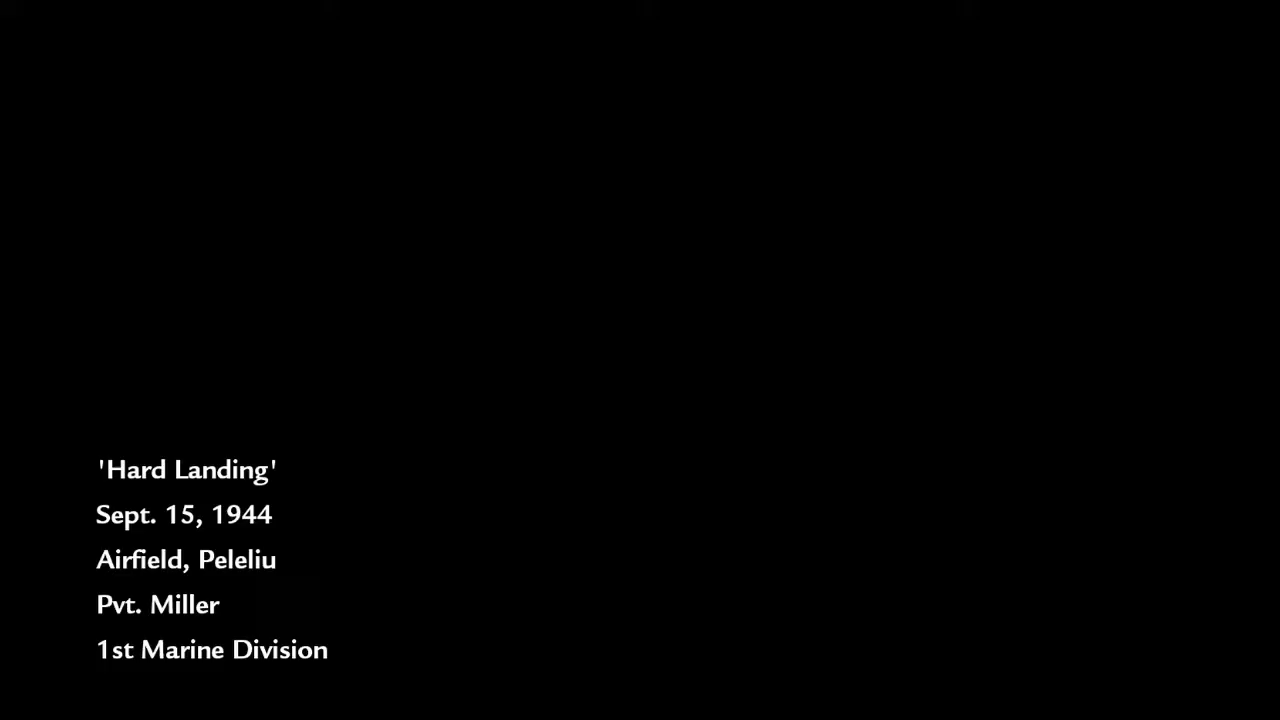 'Hard Landing'
Sept. 15, 1944
Airfield, Peleliu
Pvt. Miller
1st Marine Division